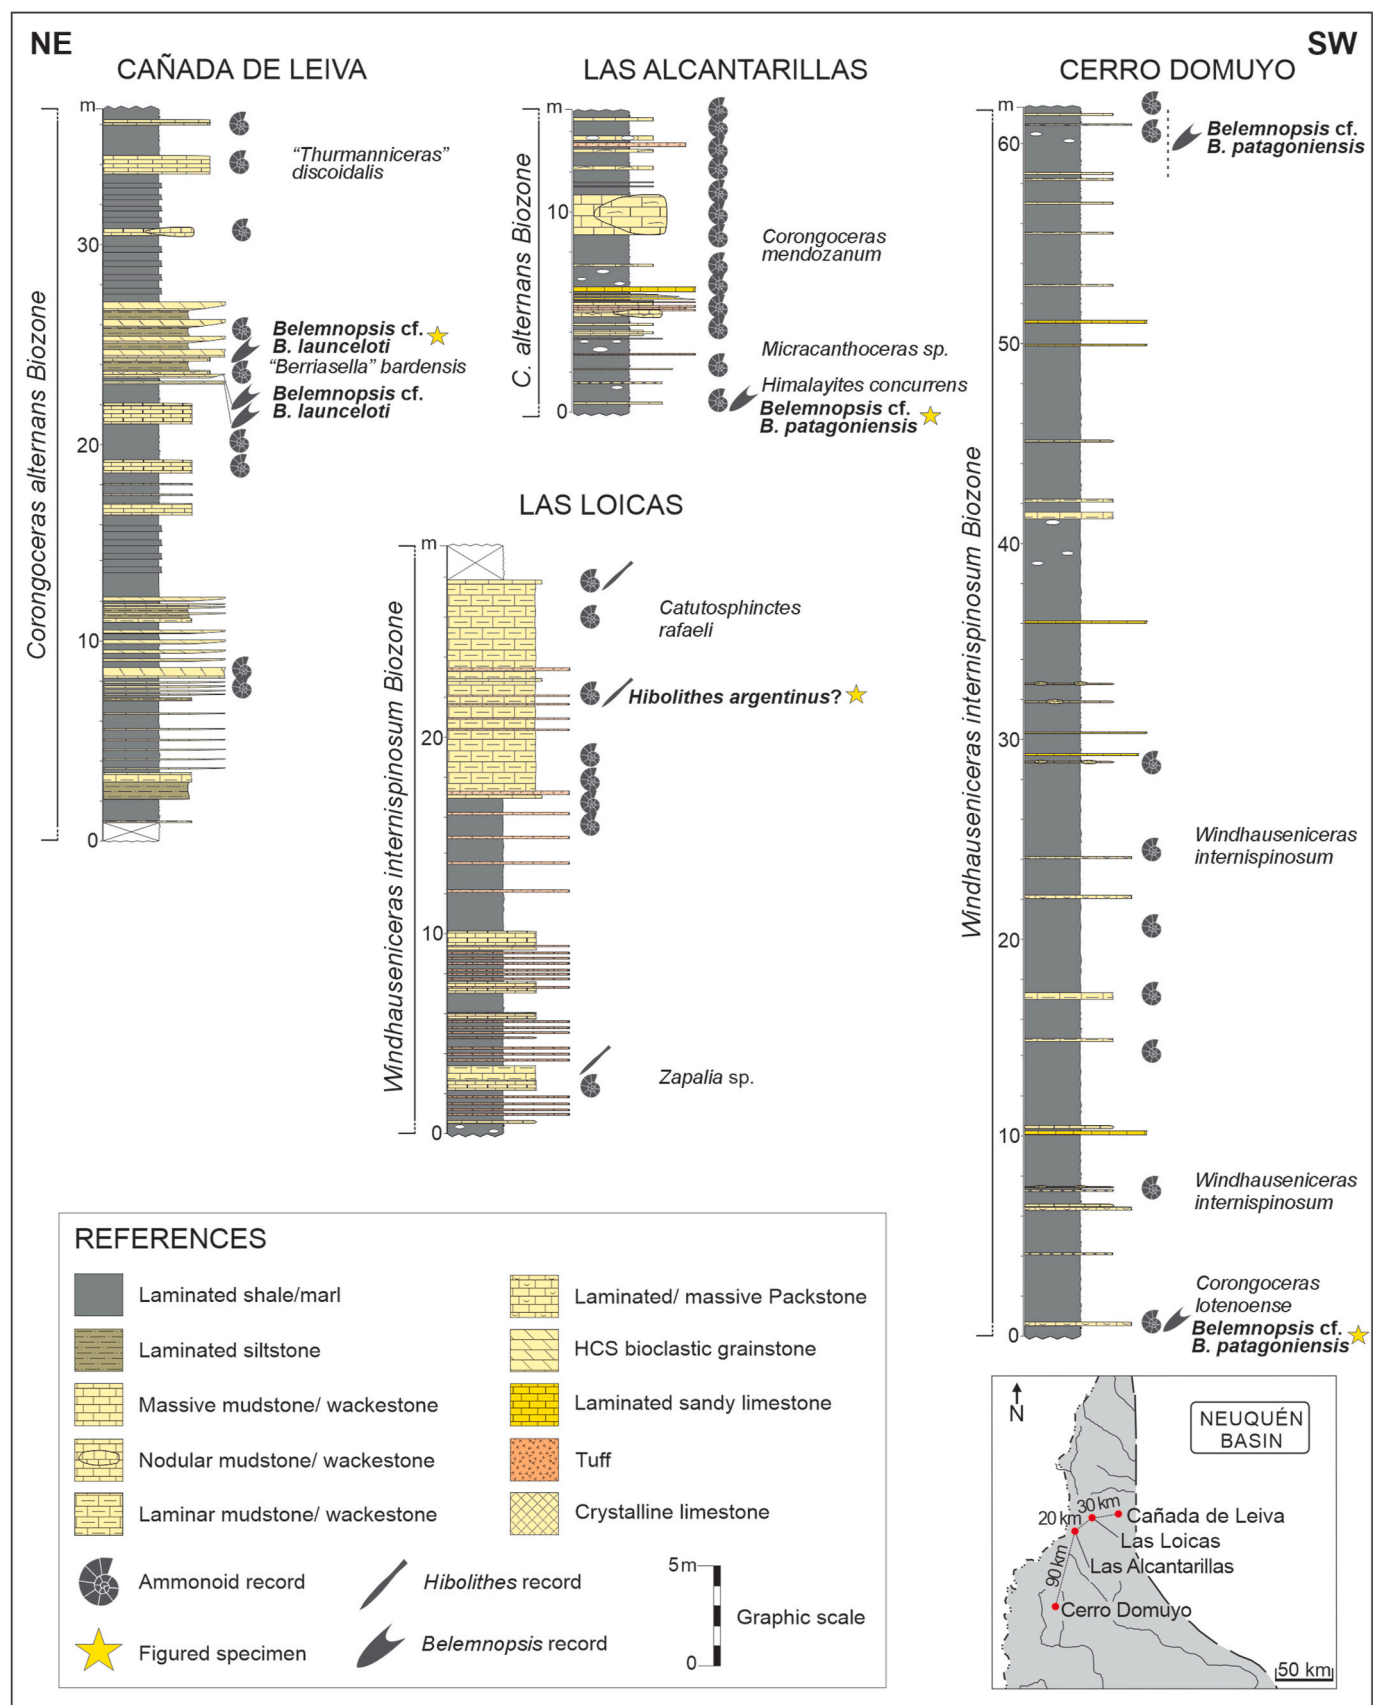 NE
SW
CAÑADA DE LEIVA
m
30
20
10
0
Corongoceras alternans Biozone
“Thurmanniceras”
discoidalis
Belemnopsis cf.
B. launceloti
“Berriasella” bardensis
Belemnopsis cf.
B. launceloti
LAS ALCANTARILLAS
m
10
0
C. alternans Biozone
Corongoceras
mendozanum
Micracanthoceras sp.
Himalayites concurrens
Belemnopsis cf.
B. patagoniensis
LAS LOICAS
m
20
10
0
Windhauseniceras internispinosum Biozone
Catutosphinctes
rafaeli
Hibolithes argentinus?
Zapalia sp.
CERRO DOMUYO
m
60
50
40
30
20
10
0
Windhauseniceras internispinosum Biozone
Belemnopsis cf.
B. patagoniensis
Windhauseniceras
internispinosum
Windhauseniceras
internispinosum
Corongoceras
lotenoense
Belemnopsis cf.
B. patagoniensis
REFERENCES
Laminated shale/marl
Laminated siltstone
Massive mudstone/ wackestone
Nodular mudstone/ wackestone
Laminar mudstone/ wackestone
Ammonoid record
Figured specimen
Laminated/ massive Packstone
HCS bioclastic grainstone
Laminated sandy limestone
Tuff
Crystalline limestone
Hibolithes record
Belemnopsis record
5m
0
Graphic scale
N
NEUQUÉN
BASIN
30 km
20 km
90 km
Cañada de Leiva
Las Loicas
Las Alcantarillas
Cerro Domuyo
50 km